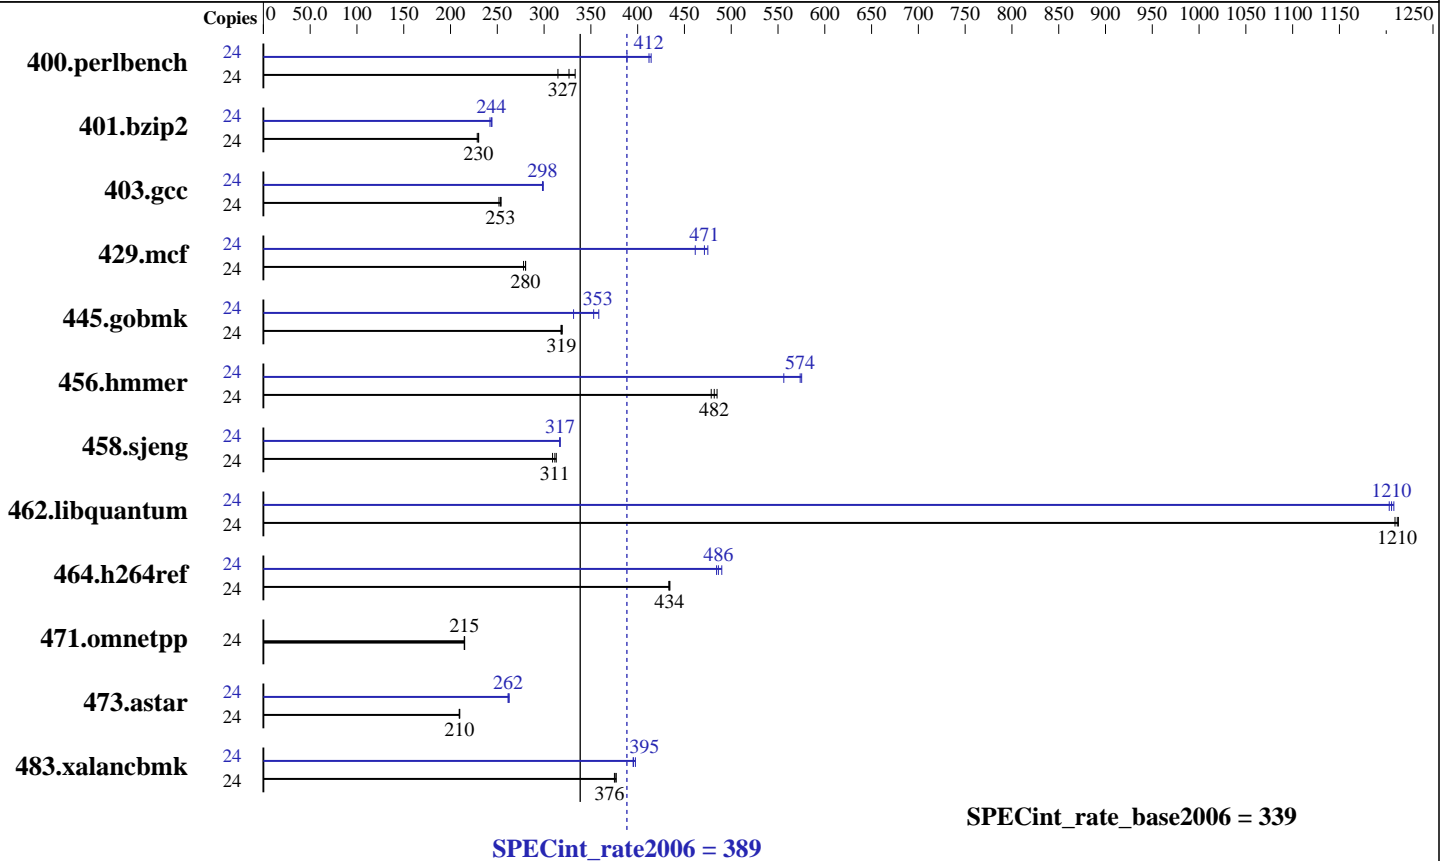 Copies 0 50.0 100 150 200 250 300 350 400 450 500 550 600 650 700 750 800 850 900 950 1000 1050 1100 1150 1250
400.perlbench 24 412
24 327
401.bzip2 24 244
24 230
403.gcc 24 298
24 253
429.mcf 24 471
24 280
445.gobmk 24 353
24 319
456.hmmer 24 574
24 482
458.sjeng 24 317
24 311
462.libquantum 24 1210
24 1210
464.h264ref 24 486
24 434
471.omnetpp 24 215
473.astar 24 262
24 210
483.xalancbmk 24 395
24 376
SPECint_rate_base2006 = 339
SPECint_rate2006 = 389